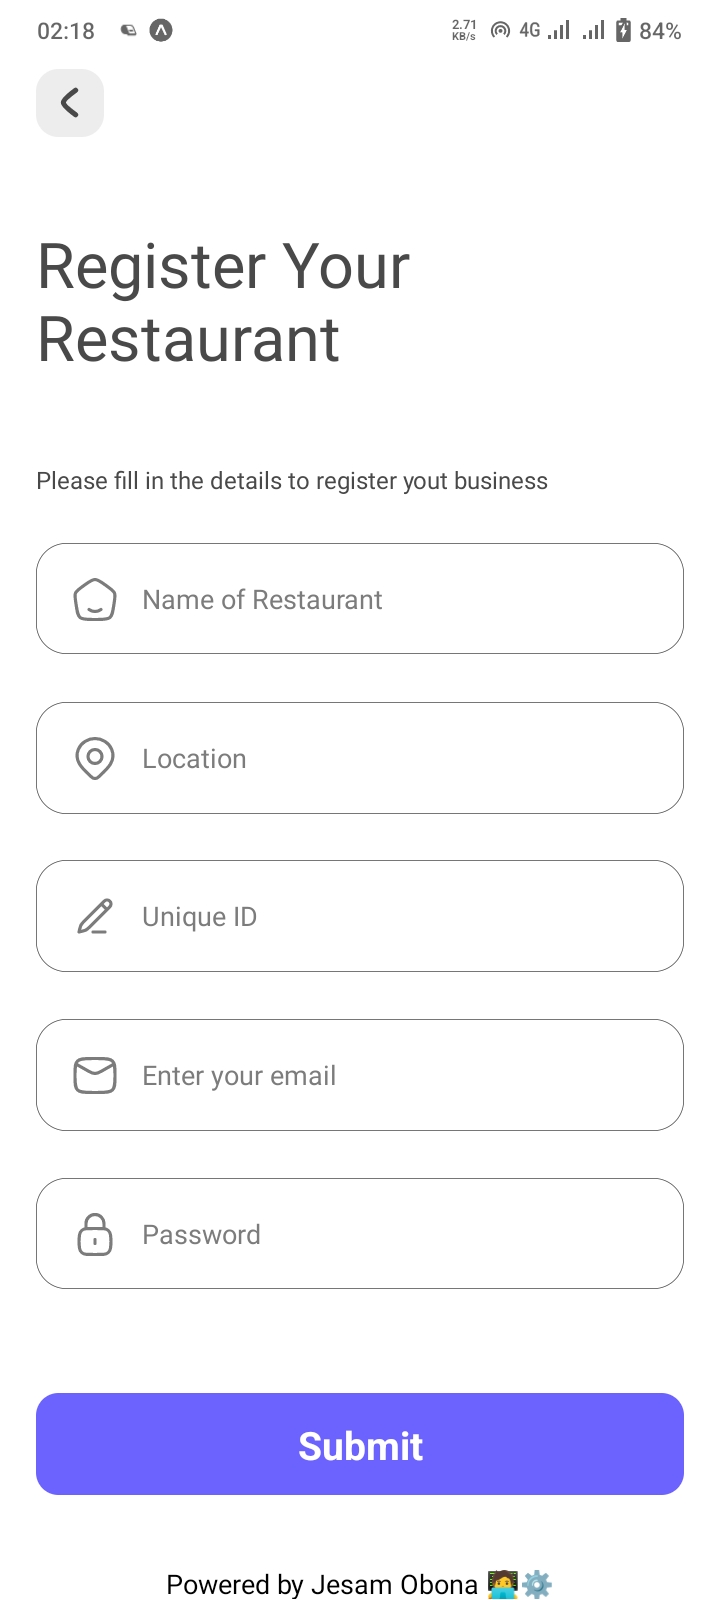 02:18
2.71
KB/s
4G
84%
Register Your
Restaurant
Please fill in the details to register yout business
Name of Restaurant
Location
Unique ID
Enter your email
Password
Submit
Powered by Jesam Obona 🧑‍💻⚙️